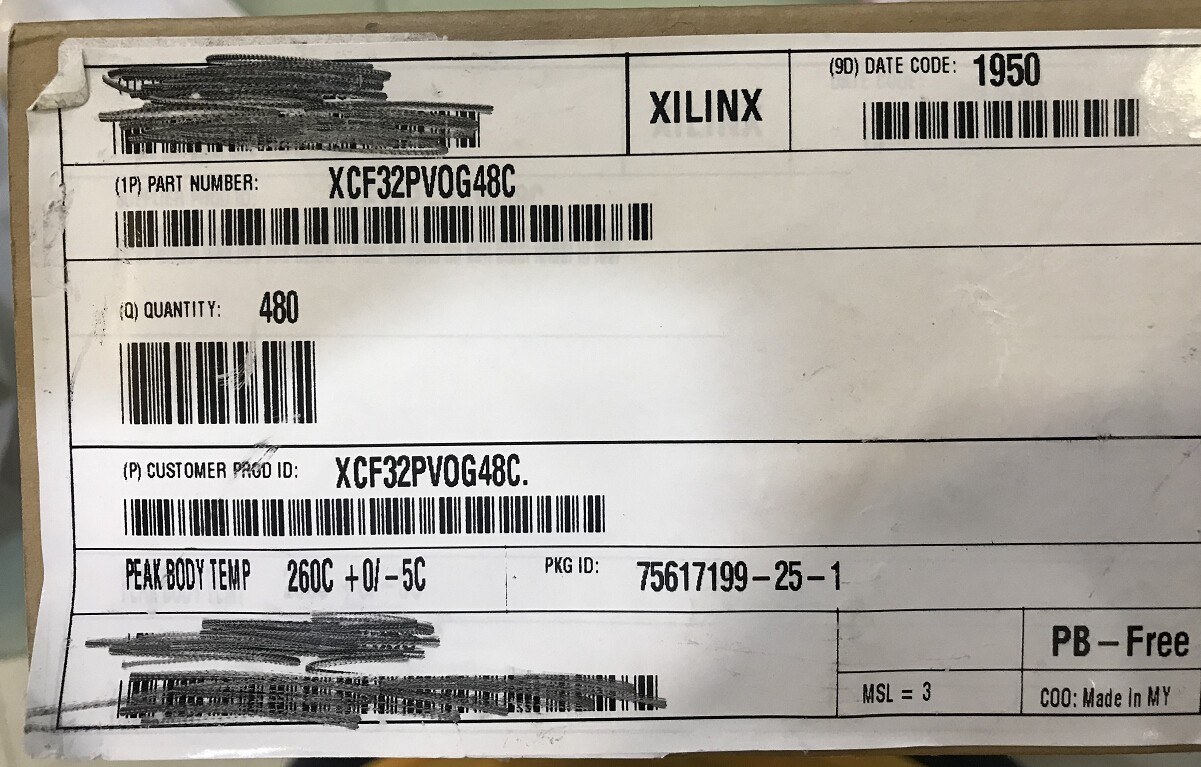 XILINX
(9D) DATE CODE: 1950
(1P) PART NUMBER: XCF32PVOG48C
(Q) QUANTITY: 480
(P) CUSTOMER PROD ID: XCF32PVOG48C.
PEAK BODY TEMP 260C +0/-5C
PKG ID: 75617199-25-1
PB-Free
MSL = 3
COO: Made In MY